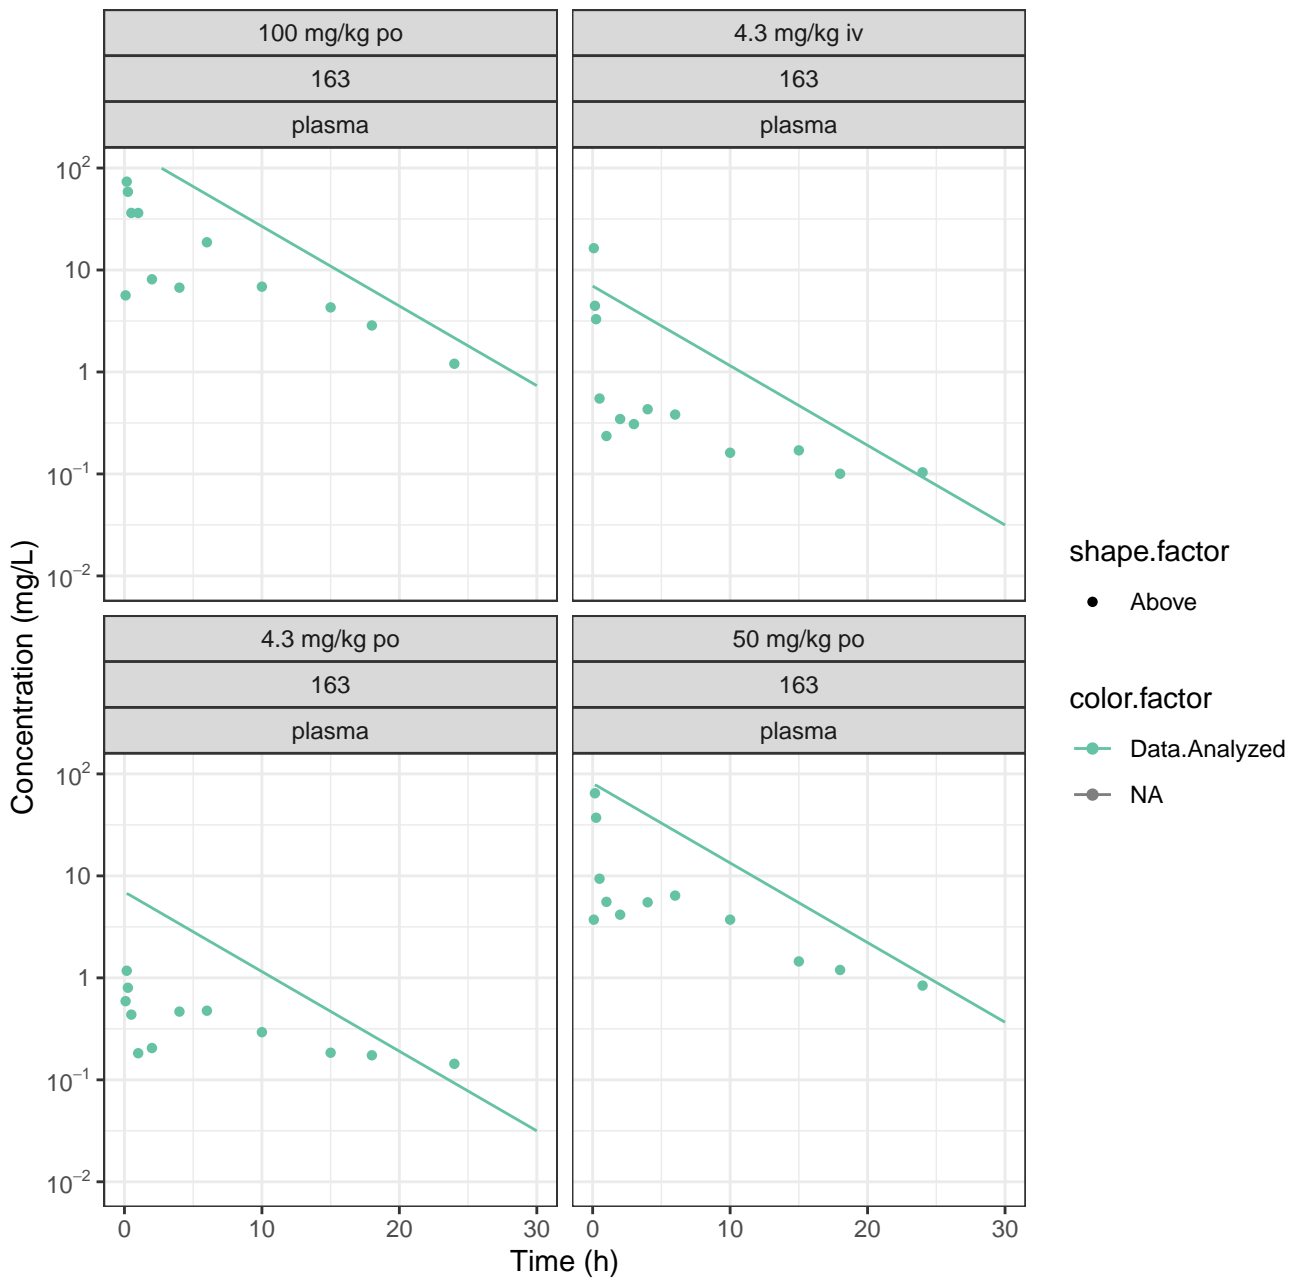 100 mg/kg po
163
plasma
4.3 mg/kg iv
163
plasma
10²
10
1
10⁻¹
10⁻²
4.3 mg/kg po
163
plasma
50 mg/kg po
163
plasma
10²
10
1
10⁻¹
10⁻²
0
10
20
30
0
10
20
30
Time (h)
Concentration (mg/L)
shape.factor
Above
color.factor
Data.Analyzed
NA